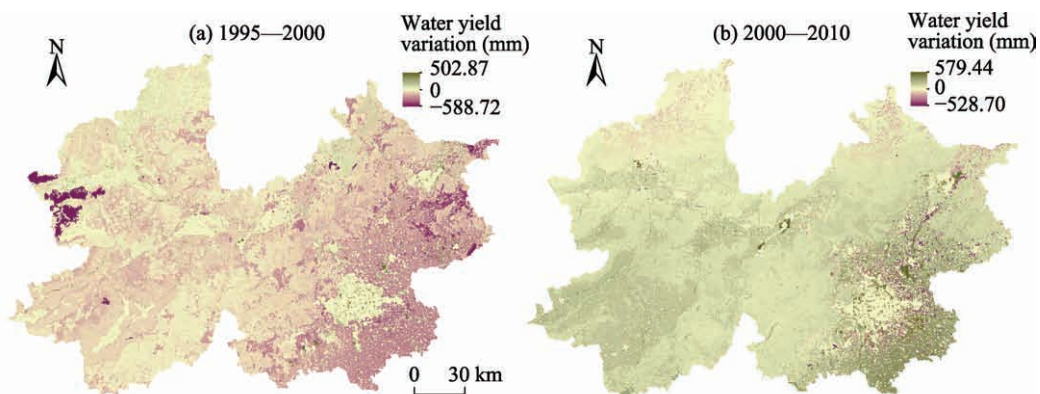 (a) 1995—2000
Water yield
variation (mm)
502.87
0
−588.72
N
0 30 km
(b) 2000—2010
Water yield
variation (mm)
579.44
0
−528.70
N